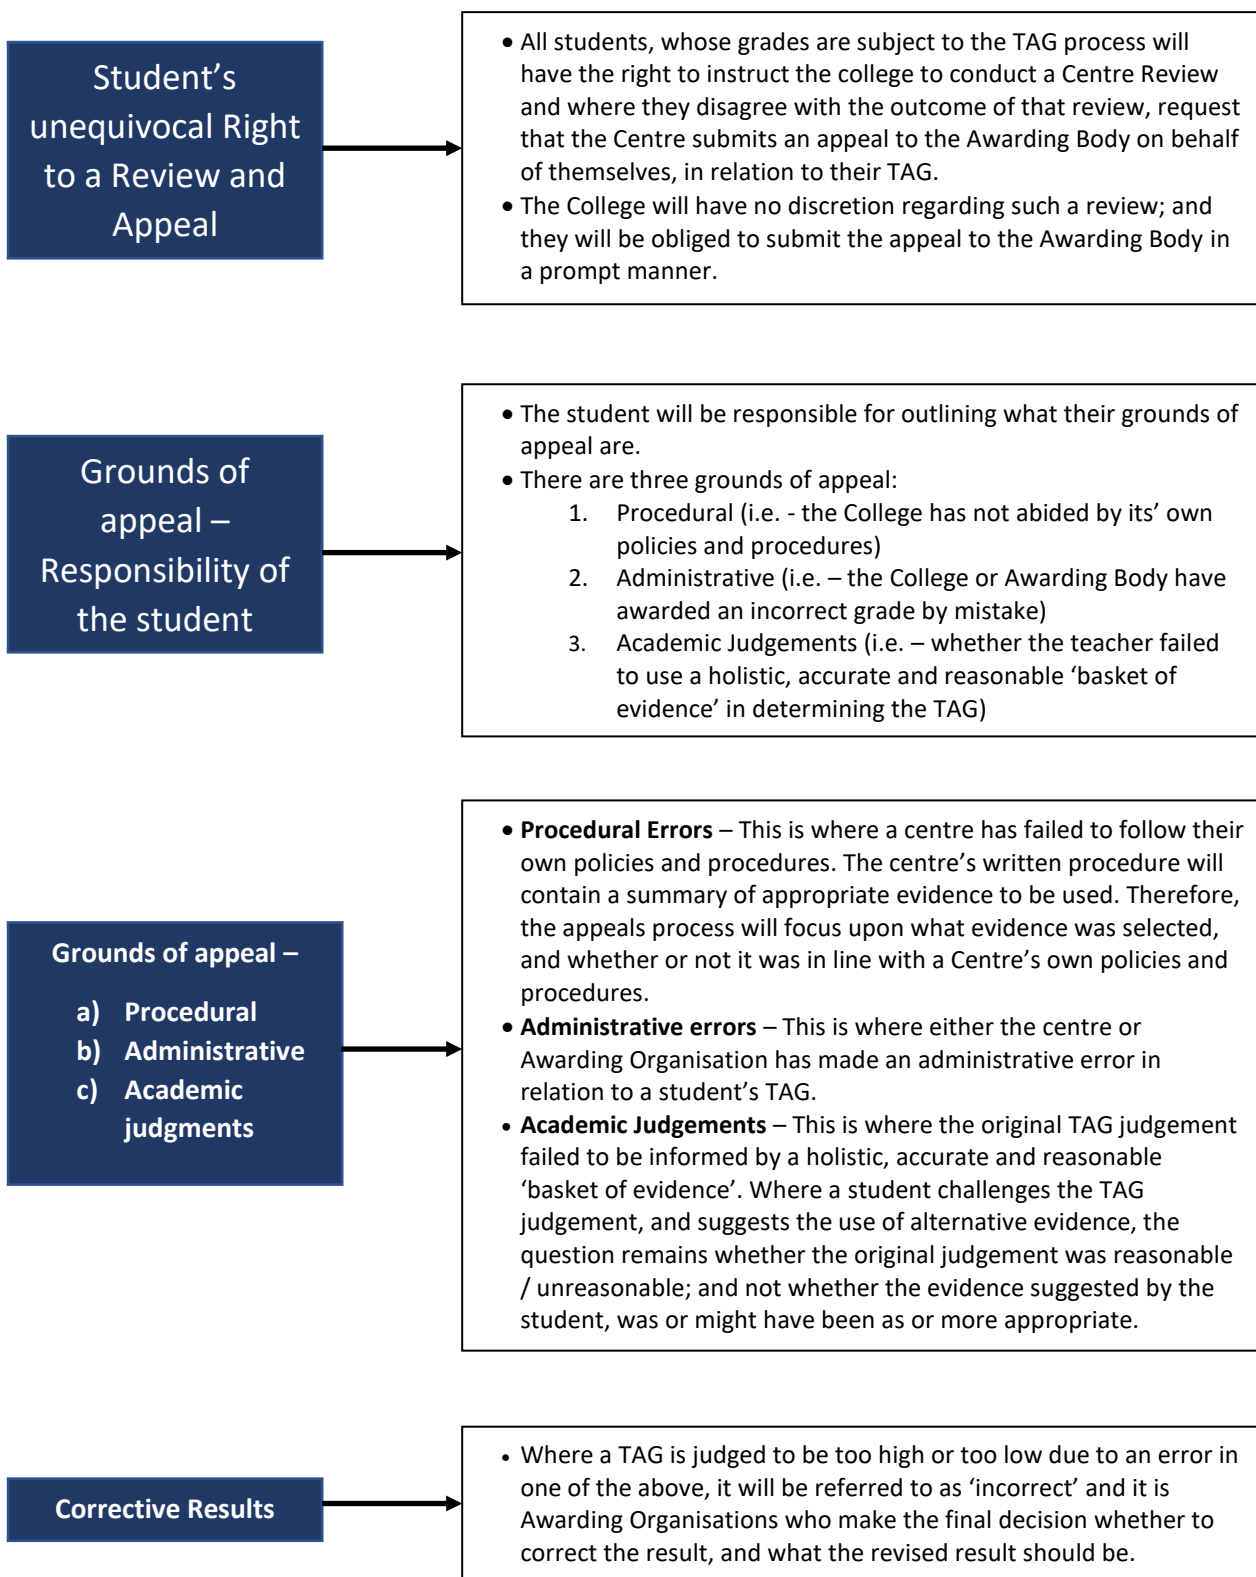 Student's
unequivocal Right
to a Review and
Appeal
• All students, whose grades are subject to the TAG process will
have the right to instruct the college to conduct a Centre Review
and where they disagree with the outcome of that review, request
that the Centre submits an appeal to the Awarding Body on behalf
of themselves, in relation to their TAG.
• The College will have no discretion regarding such a review; and
they will be obliged to submit the appeal to the Awarding Body in
a prompt manner.
Grounds of
appeal –
Responsibility of
the student
• The student will be responsible for outlining what their grounds of
appeal are.
• There are three grounds of appeal:
1. Procedural (i.e. - the College has not abided by its' own
policies and procedures)
2. Administrative (i.e. – the College or Awarding Body have
awarded an incorrect grade by mistake)
3. Academic Judgements (i.e. – whether the teacher failed
to use a holistic, accurate and reasonable 'basket of
evidence' in determining the TAG)
Grounds of appeal –
a) Procedural
b) Administrative
c) Academic
judgments
• Procedural Errors – This is where a centre has failed to follow their
own policies and procedures. The centre's written procedure will
contain a summary of appropriate evidence to be used. Therefore,
the appeals process will focus upon what evidence was selected,
and whether or not it was in line with a Centre's own policies and
procedures.
• Administrative errors – This is where either the centre or
Awarding Organisation has made an administrative error in
relation to a student's TAG.
• Academic Judgements – This is where the original TAG judgement
failed to be informed by a holistic, accurate and reasonable
'basket of evidence'. Where a student challenges the TAG
judgement, and suggests the use of alternative evidence, the
question remains whether the original judgement was reasonable
/ unreasonable; and not whether the evidence suggested by the
student, was or might have been as or more appropriate.
Corrective Results
• Where a TAG is judged to be too high or too low due to an error in
one of the above, it will be referred to as 'incorrect' and it is
Awarding Organisations who make the final decision whether to
correct the result, and what the revised result should be.